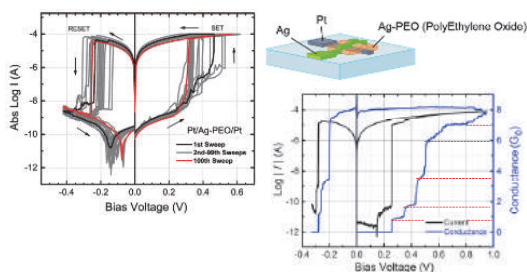 RESET
SET
Pt/Ag-PEO/Pt
1st Sweep
2nd-99th Sweeps
100th Sweep
Abs Log I (A)
-4
-6
-8
-10
-12
-0.4
-0.2
0.0
0.2
0.4
0.6
Bias Voltage (V)
Pt
Ag
Ag-PEO (PolyEthylene Oxide)
Log |I| (A)
-4
-6
-8
-10
-12
Conductance (G₀)
8
6
4
2
0
Current
Conductance
-0.2
0.0
0.2
0.4
0.6
0.8
1.0
Bias Voltage (V)